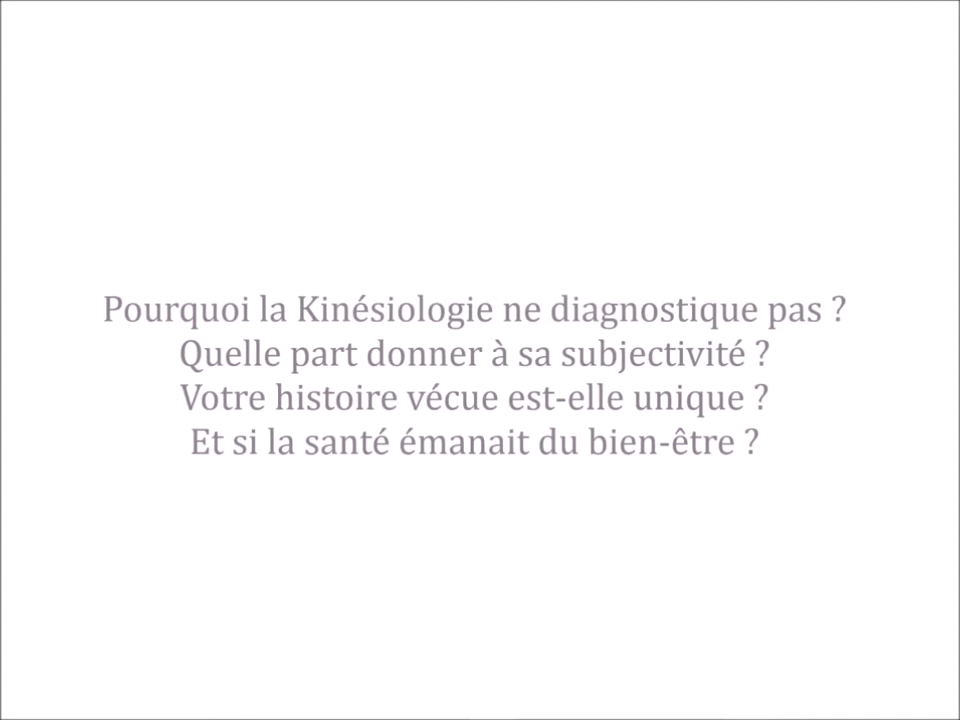 Pourquoi la Kinésiologie ne diagnostique pas ?
Quelle part donner à sa subjectivité ?
Votre histoire vécue est-elle unique ?
Et si la santé émanait du bien-être ?